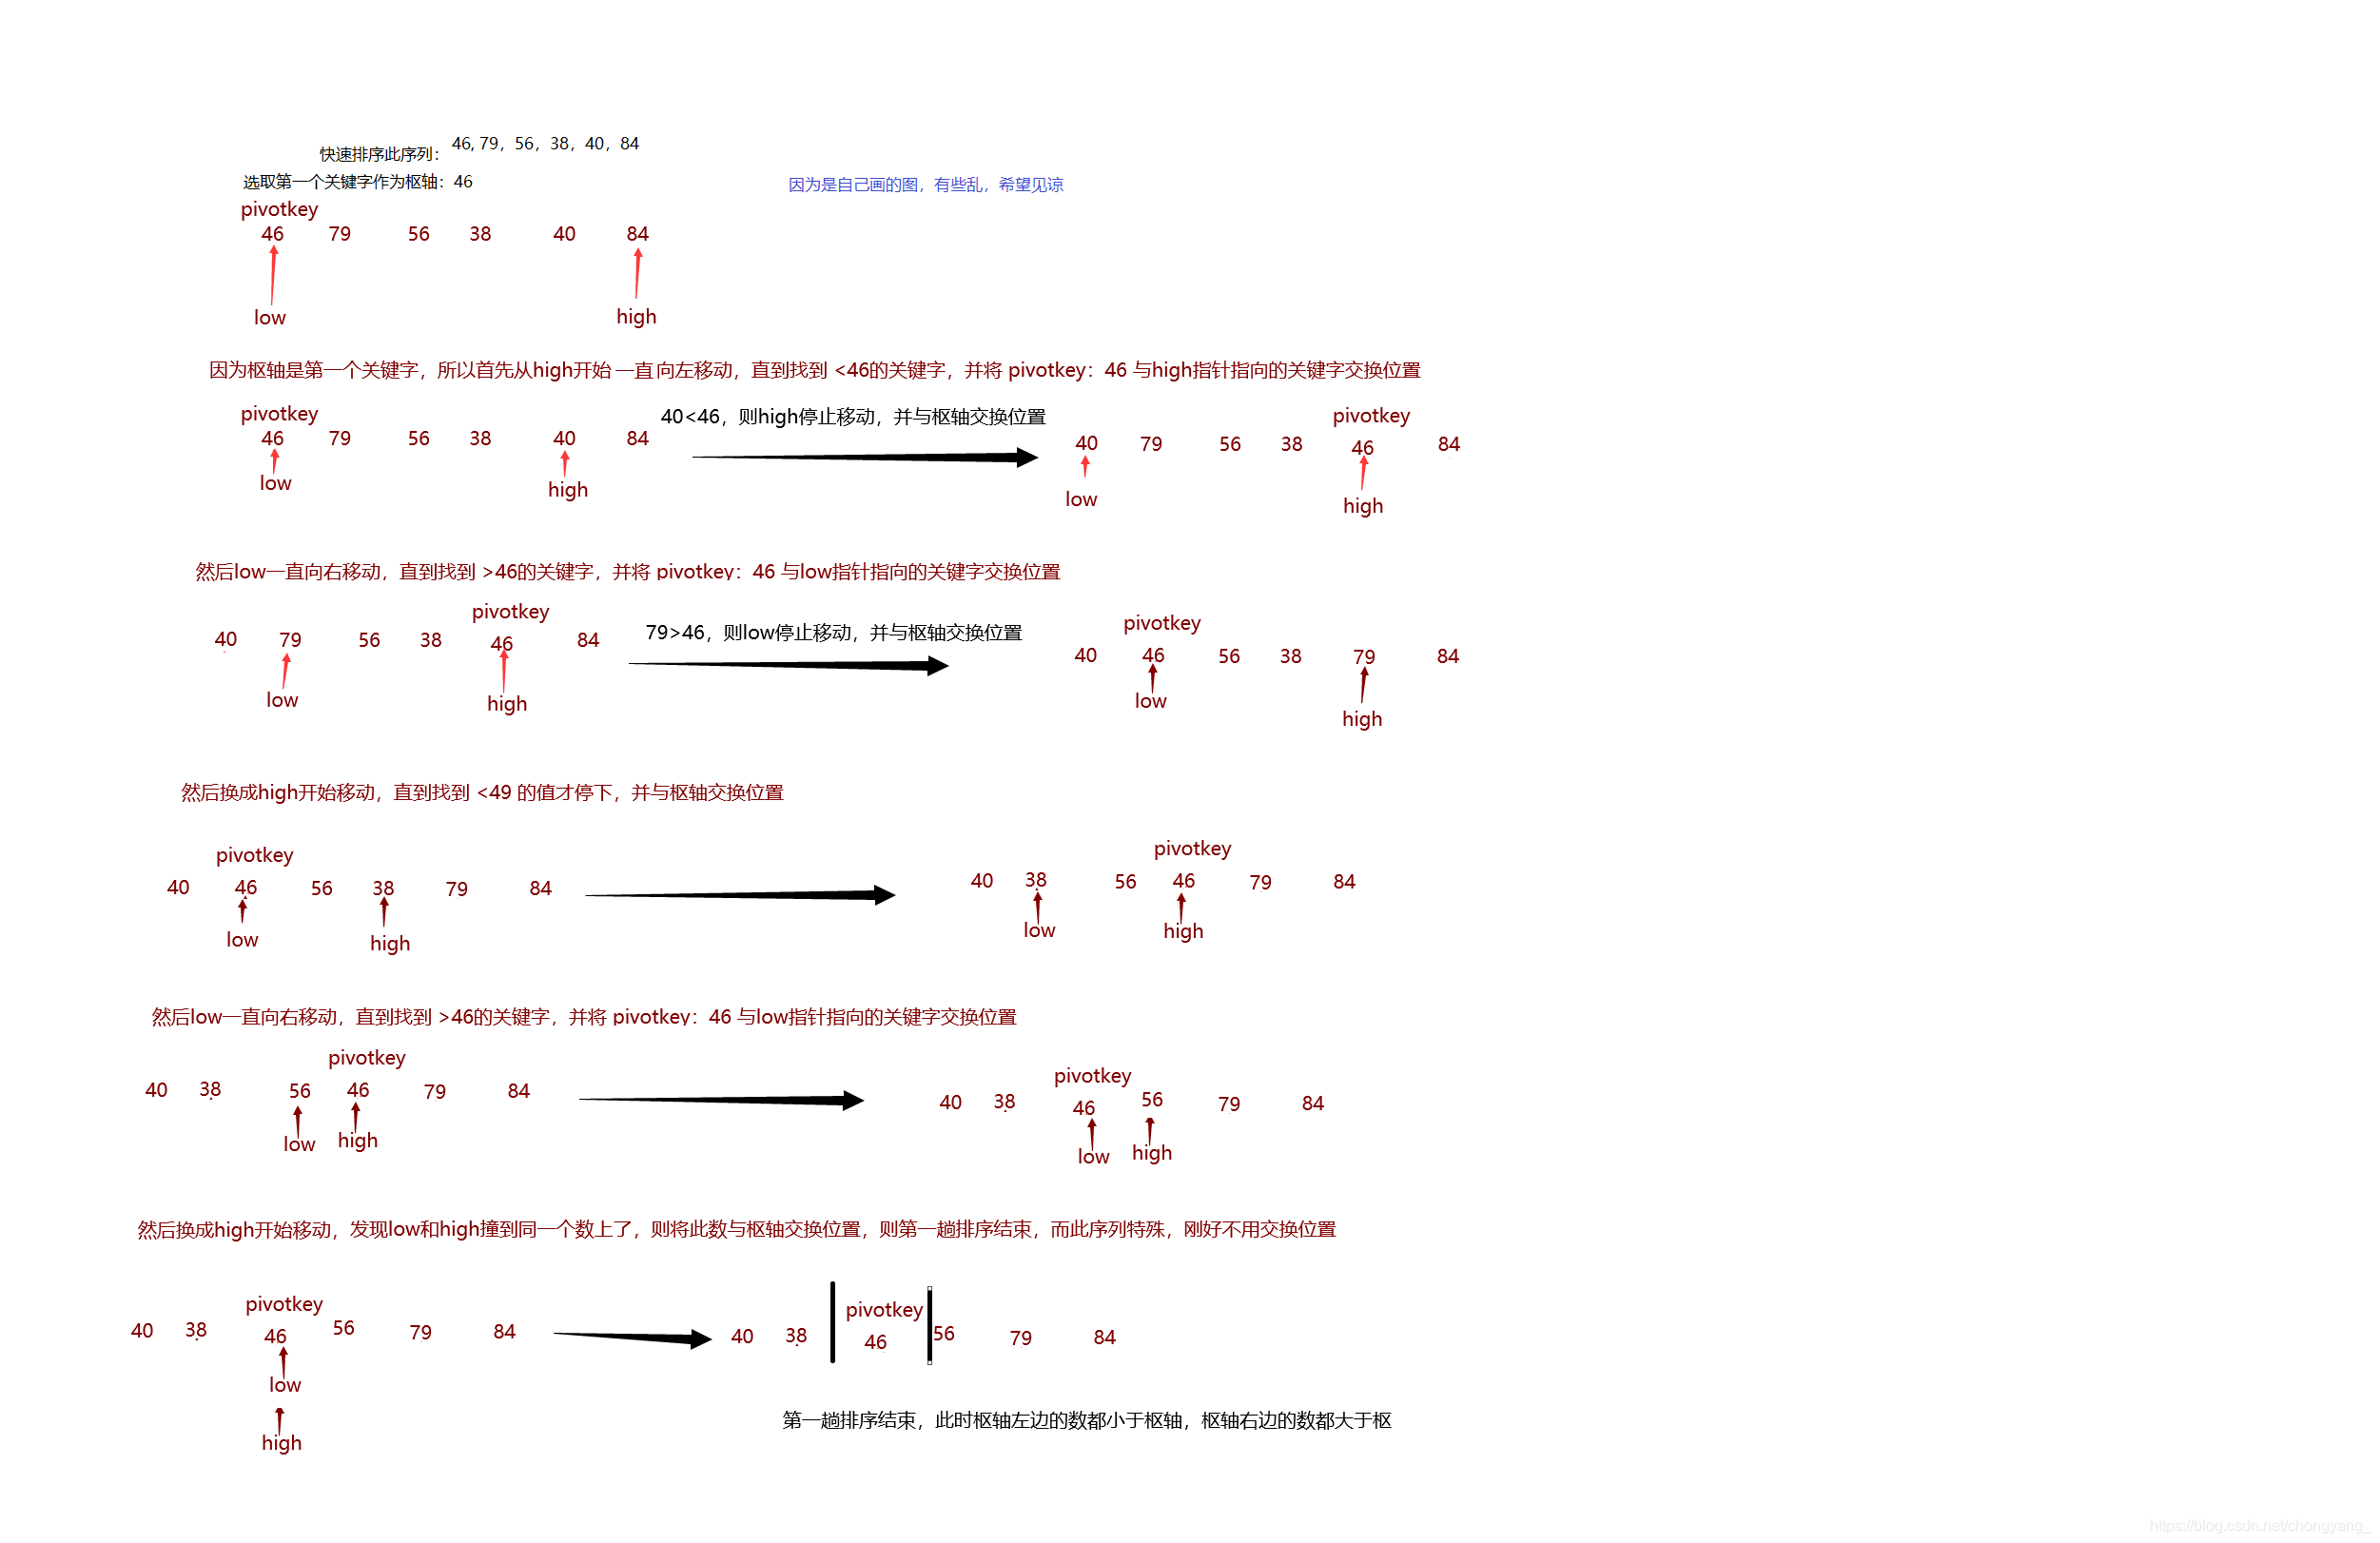 快速排序此序列： 46, 79，56，38，40，84
选取第一个关键字作为枢轴：46
因为是自己画的图，有些乱，希望见谅
pivotkey
46 79 56 38 40 84
low high
因为枢轴是第一个关键字，所以首先从high开始 一直向左移动，直到找到 <46的关键字，并将 pivotkey：46 与high指针指向的关键字交换位置
pivotkey
46 79 56 38 40 84
low high
40<46，则high停止移动，并与枢轴交换位置
pivotkey
40 79 56 38 46 84
low high
然后low一直向右移动，直到找到 >46的关键字，并将 pivotkey：46 与low指针指向的关键字交换位置
pivotkey
40 79 56 38 46 84
low high
79>46，则low停止移动，并与枢轴交换位置
pivotkey
40 46 56 38 79 84
low high
然后换成high开始移动，直到找到 <49 的值才停下，并与枢轴交换位置
pivotkey
40 46 56 38 79 84
low high
pivotkey
40 38 56 46 79 84
low high
然后low一直向右移动，直到找到 >46的关键字，并将 pivotkey：46 与low指针指向的关键字交换位置
pivotkey
40 38 56 46 79 84
low high
pivotkey
40 38 46 56 79 84
low high
然后换成high开始移动，发现low和high撞到同一个数上了，则将此数与枢轴交换位置，则第一趟排序结束，而此序列特殊，刚好不用交换位置
pivotkey
40 38 46 56 79 84
low
high
pivotkey
40 38 46 56 79 84
第一趟排序结束，此时枢轴左边的数都小于枢轴，枢轴右边的数都大于枢
https://blog.csdn.net/chongyang_